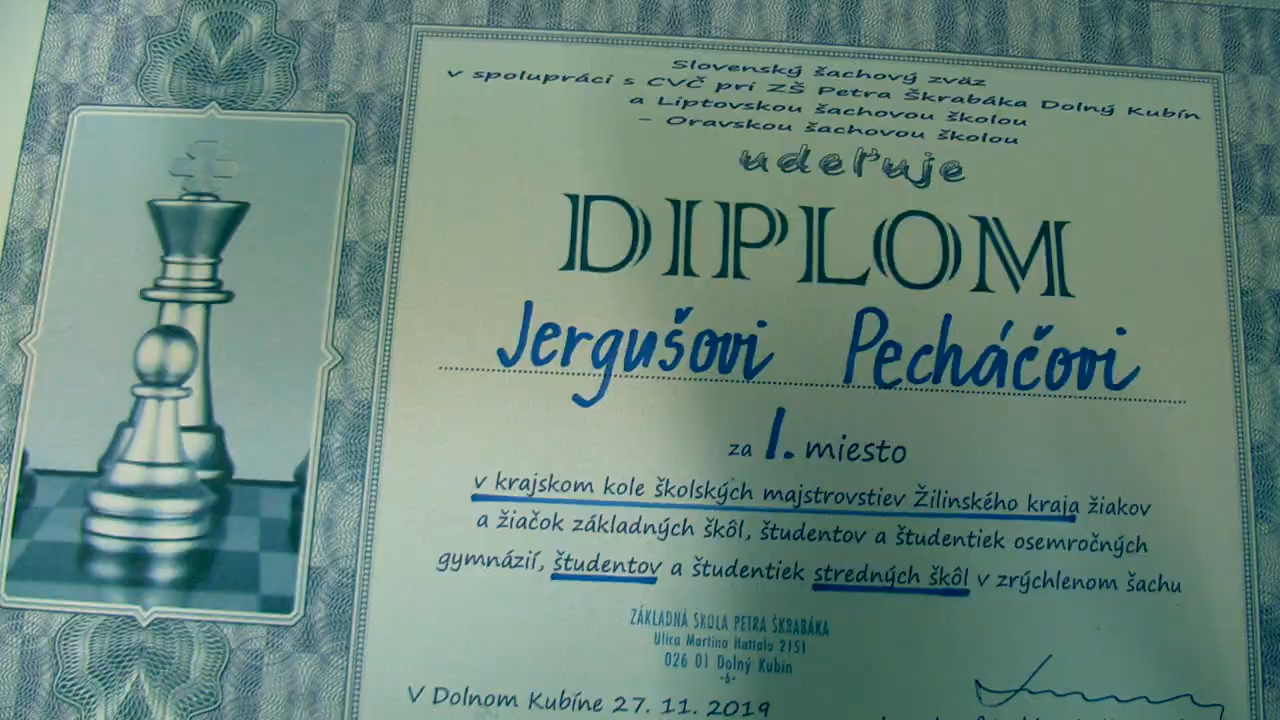 Slovenský šachový zväz
v spolupráci s CVČ pri ZŠ Petra Škrabáka Dolný Kubín
a Liptovskou šachovou školou
– Oravskou šachovou školou
udeľuje
DIPLOM
Jergušovi Pecháčovi
za 1. miesto
v krajskom kole školských majstrovstiev Žilinského kraja žiakov
a žiačok základných škôl, študentov a študentiek osemročných
gymnázií, študentov a študentiek stredných škôl v zrýchlenom šachu
ZÁKLADNÁ ŠKOLA PETRA ŠKRABÁKA
Ulica Martina Hattalu 2151
026 01 Dolný Kubín
-6-
V Dolnom Kubíne 27. 11. 2019